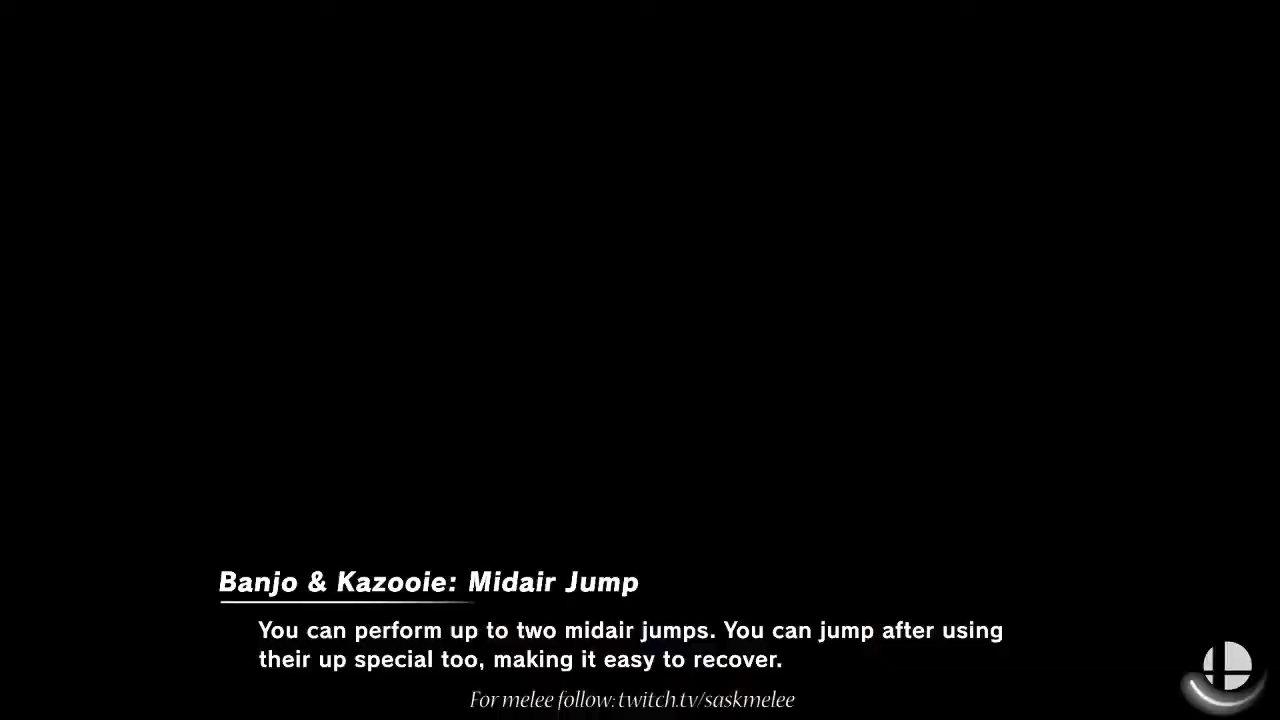 Banjo & Kazooie: Midair Jump
You can perform up to two midair jumps. You can jump after using
their up special too, making it easy to recover.
For melee follow: twitch.tv/saskmelee